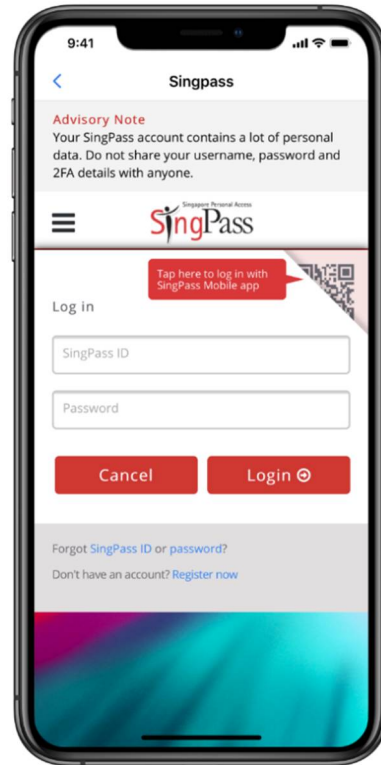 9:41
Singpass
Advisory Note
Your SingPass account contains a lot of personal
data. Do not share your username, password and
2FA details with anyone.
Singapore Personal Access
SingPass
Tap here to log in with
SingPass Mobile app
Log in
SingPass ID
Password
Cancel
Login
Forgot SingPass ID or password?
Don't have an account? Register now